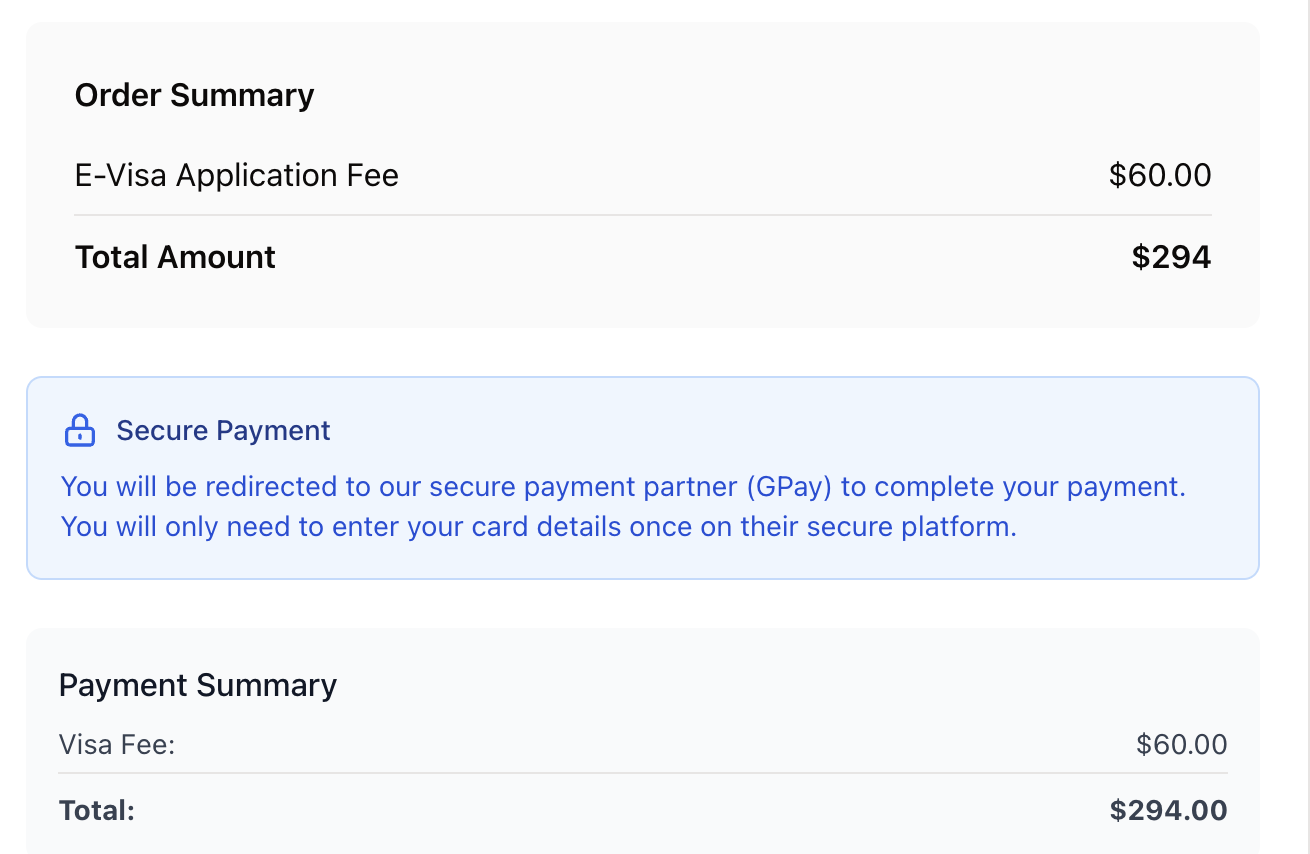 Order Summary
E-Visa Application Fee $60.00
Total Amount $294
Secure Payment
You will be redirected to our secure payment partner (GPay) to complete your payment.
You will only need to enter your card details once on their secure platform.
Payment Summary
Visa Fee: $60.00
Total: $294.00